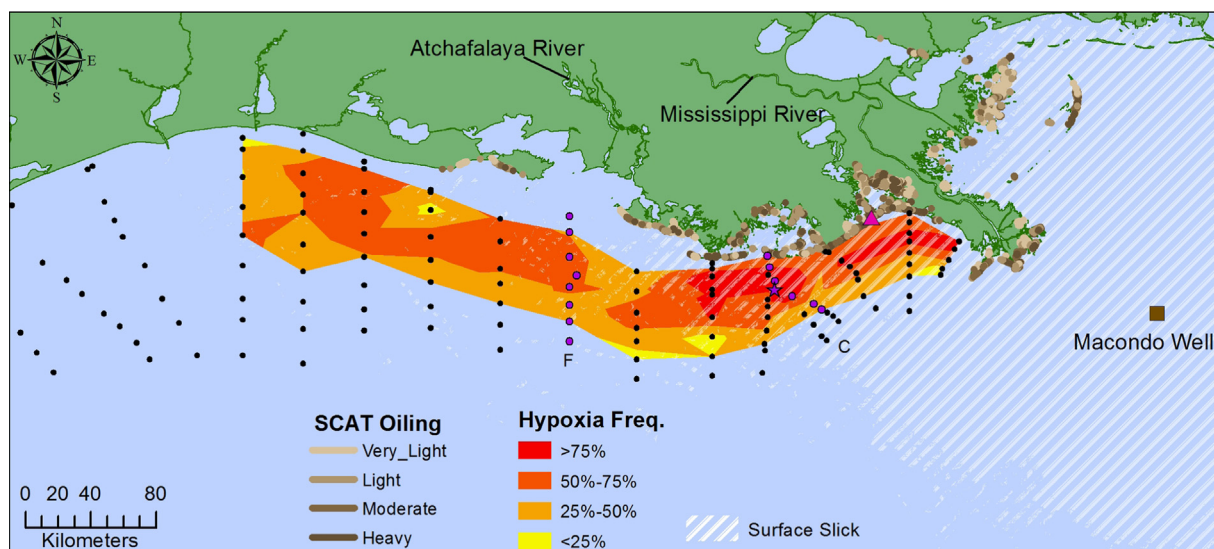 N
W E
S
Atchafalaya River
Mississippi River
Macondo Well
F
C
SCAT Oiling
Very_Light
Light
Moderate
Heavy
Hypoxia Freq.
>75%
50%-75%
25%-50%
<25%
Surface Slick
0 20 40 80
Kilometers